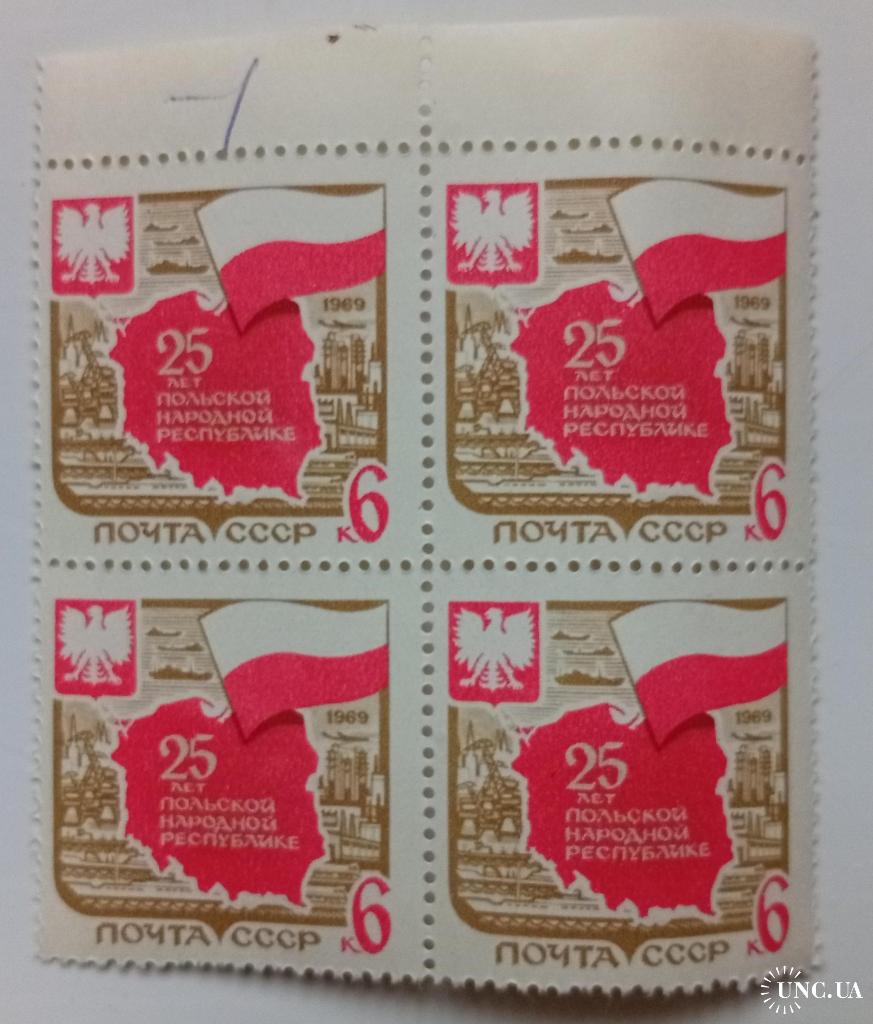 1969
25
ЛЕТ
ПОЛЬСКОЙ
НАРОДНОЙ
РЕСПУБЛИКЕ
ПОЧТА СССР к6
1969
25
ЛЕТ
ПОЛЬСКОЙ
НАРОДНОЙ
РЕСПУБЛИКЕ
ПОЧТА СССР к6
1969
25
ЛЕТ
ПОЛЬСКОЙ
НАРОДНОЙ
РЕСПУБЛИКЕ
ПОЧТА СССР к6
1969
25
ЛЕТ
ПОЛЬСКОЙ
НАРОДНОЙ
РЕСПУБЛИКЕ
ПОЧТА СССР к6
UNC.UA